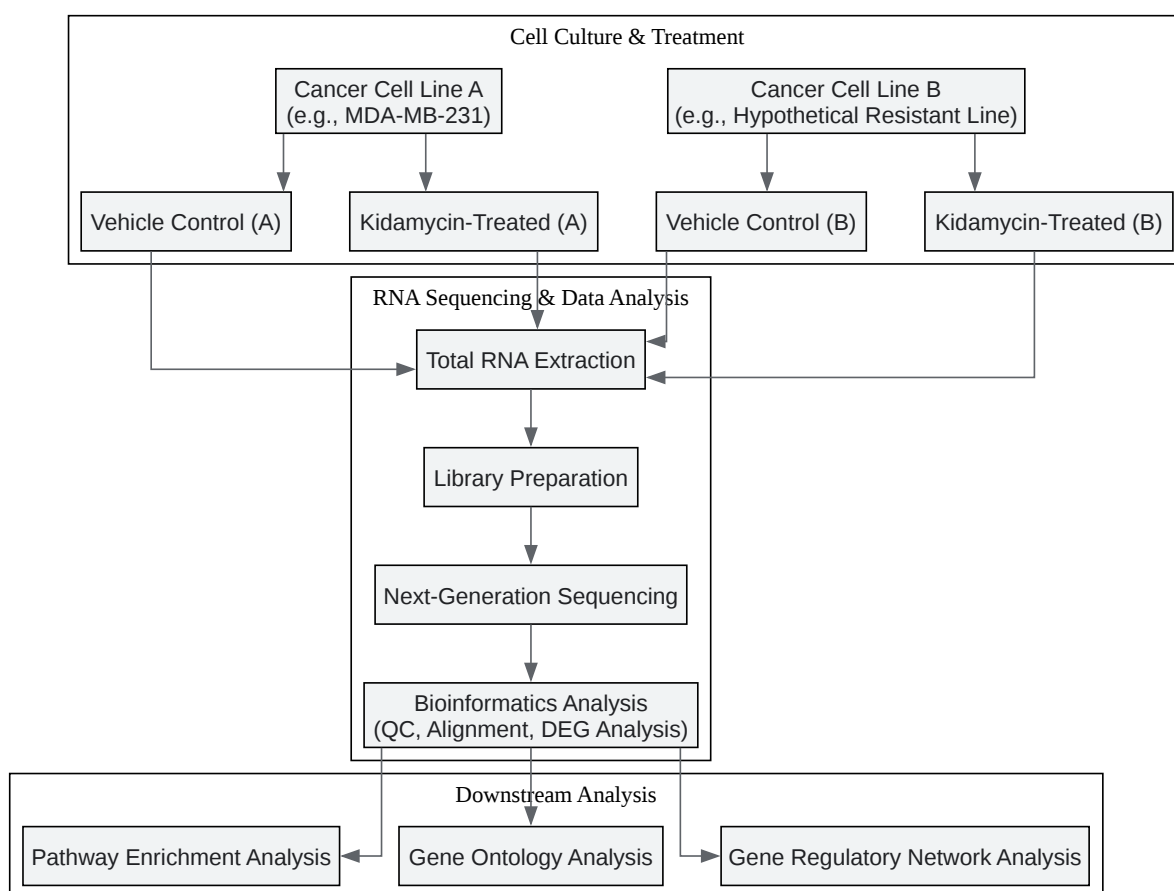 Cell Culture & Treatment
Cancer Cell Line A
(e.g., MDA-MB-231)
Cancer Cell Line B
(e.g., Hypothetical Resistant Line)
Vehicle Control (A)
Kidamycin-Treated (A)
Vehicle Control (B)
Kidamycin-Treated (B)
RNA Sequencing & Data Analysis
Total RNA Extraction
Library Preparation
Next-Generation Sequencing
Bioinformatics Analysis
(QC, Alignment, DEG Analysis)
Downstream Analysis
Pathway Enrichment Analysis
Gene Ontology Analysis
Gene Regulatory Network Analysis